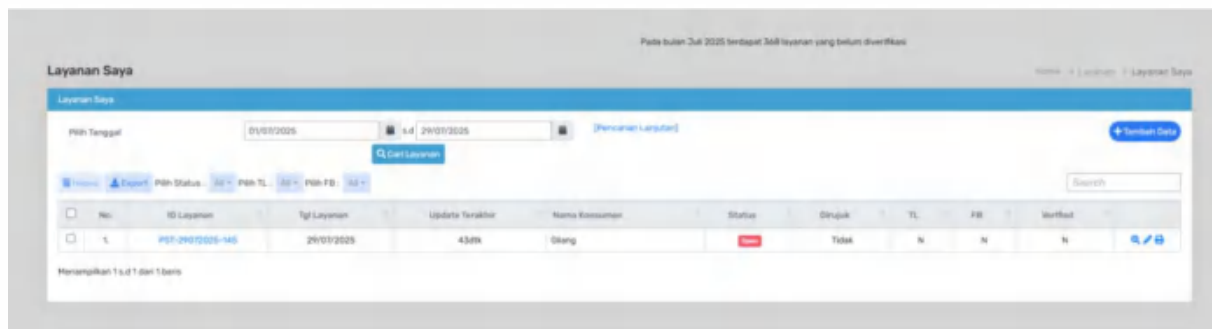 Pada bulan Juli 2025 terdapat 368 layanan yang belum diverifikasi
Layanan Saya
Home / Layanan / Layanan Saya
Layanan Saya
Pilih Tanggal 01/07/2025 s.d 29/07/2025 [Pencarian Lanjutan] + Tambah Data
Cari Layanan
Hapus Export Pilih Status : All Pilih TL : All Pilih FB : All Search
No. ID Layanan Tgl Layanan Update Terakhir Nama Konsumen Status Dirujuk TL FB Verified
1. PST-29072025-145 29/07/2025 43dtk Gilang Open Tidak N N N
Menampilkan 1 s.d 1 dari 1 baris